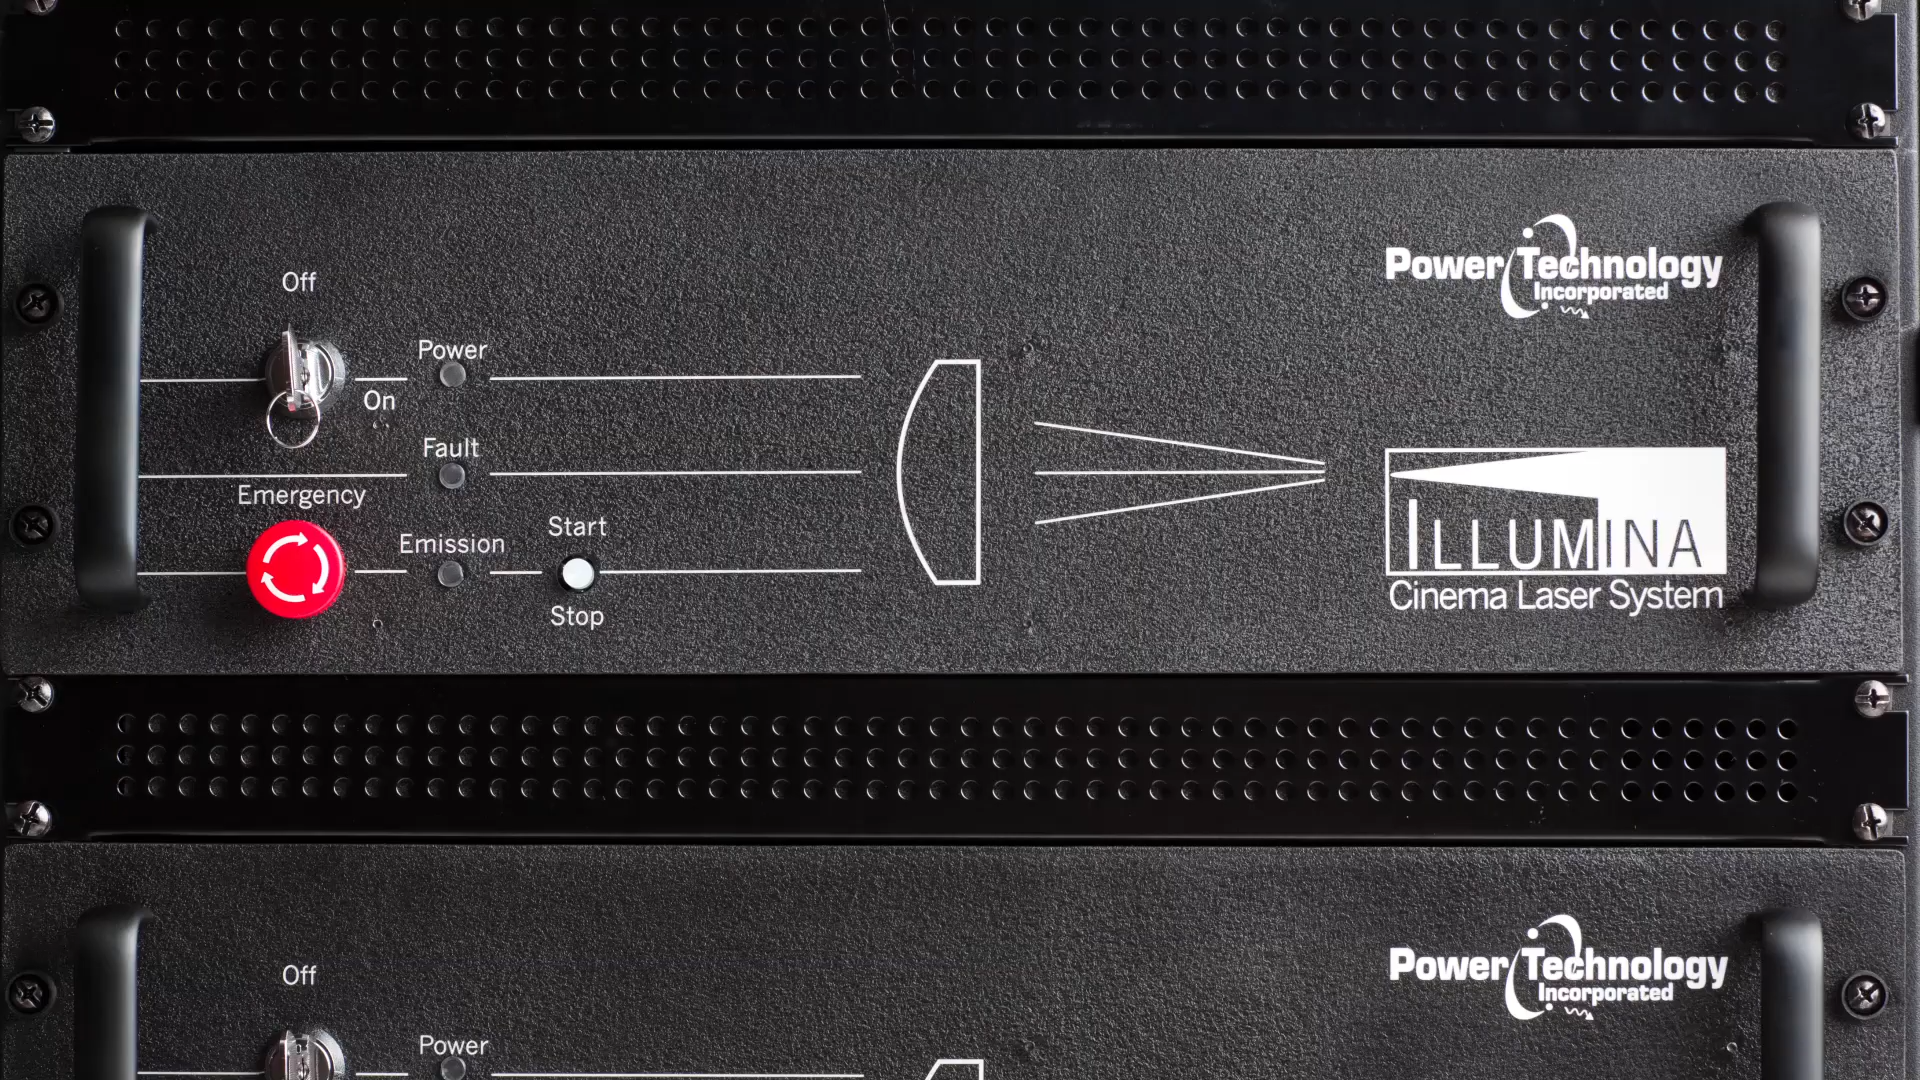 Off
Power
On
Fault
Emergency
Emission
Start
Stop
Power Technology
Incorporated
ILLUMINA
Cinema Laser System
Off
Power
Power Technology
Incorporated